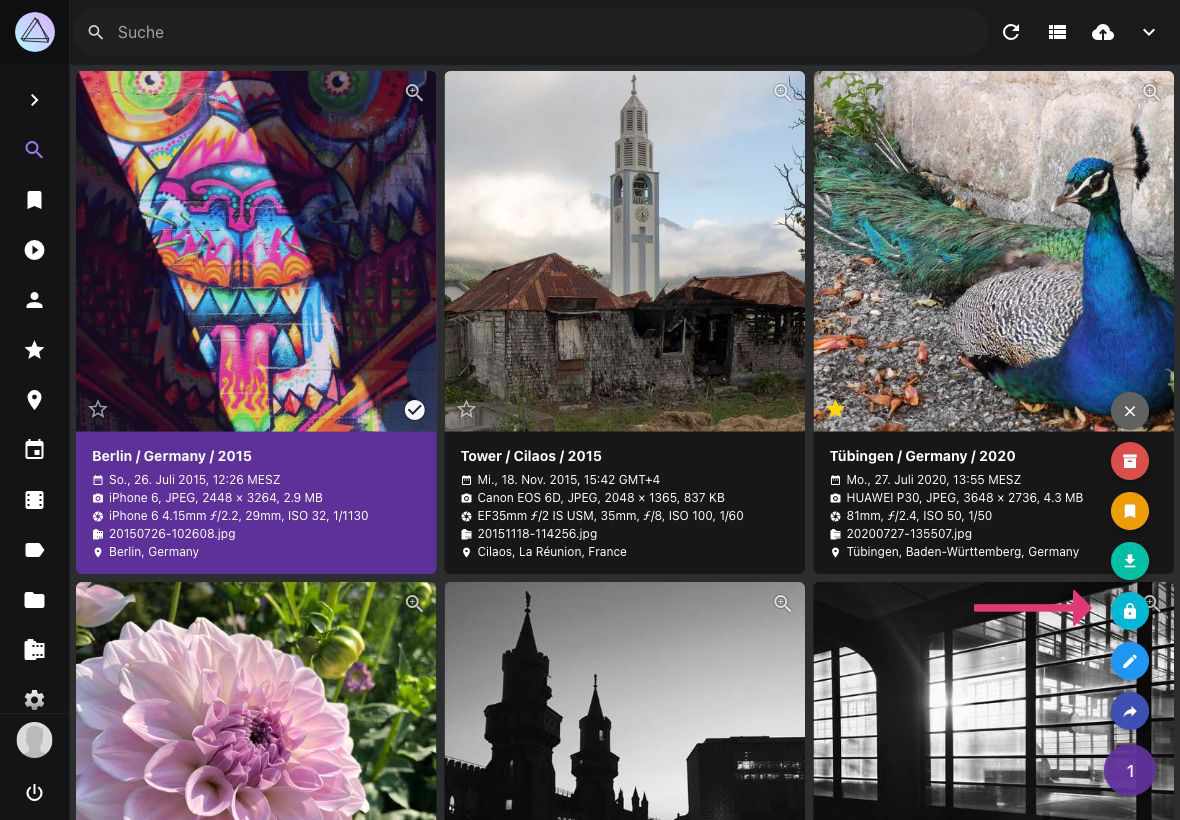 Suche
Berlin / Germany / 2015
So., 26. Juli 2015, 12:26 MESZ
iPhone 6, JPEG, 2448 × 3264, 2.9 MB
iPhone 6 4.15mm ƒ/2.2, 29mm, ISO 32, 1/1130
20150726-102608.jpg
Berlin, Germany
Tower / Cilaos / 2015
Mi., 18. Nov. 2015, 15:42 GMT+4
Canon EOS 6D, JPEG, 2048 × 1365, 837 KB
EF35mm ƒ/2 IS USM, 35mm, ƒ/8, ISO 100, 1/60
20151118-114256.jpg
Cilaos, La Réunion, France
Tübingen / Germany / 2020
Mo., 27. Juli 2020, 13:55 MESZ
HUAWEI P30, JPEG, 3648 × 2736, 4.3 MB
81mm, ƒ/2.4, ISO 50, 1/50
20200727-135507.jpg
Tübingen, Baden-Württemberg, Germany
1